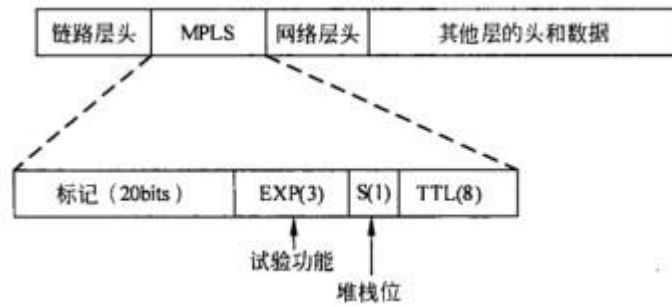 链路层头 MPLS 网络层头 其他层的头和数据
标记（20bits） EXP(3) S(1) TTL(8)
试验功能
堆栈位